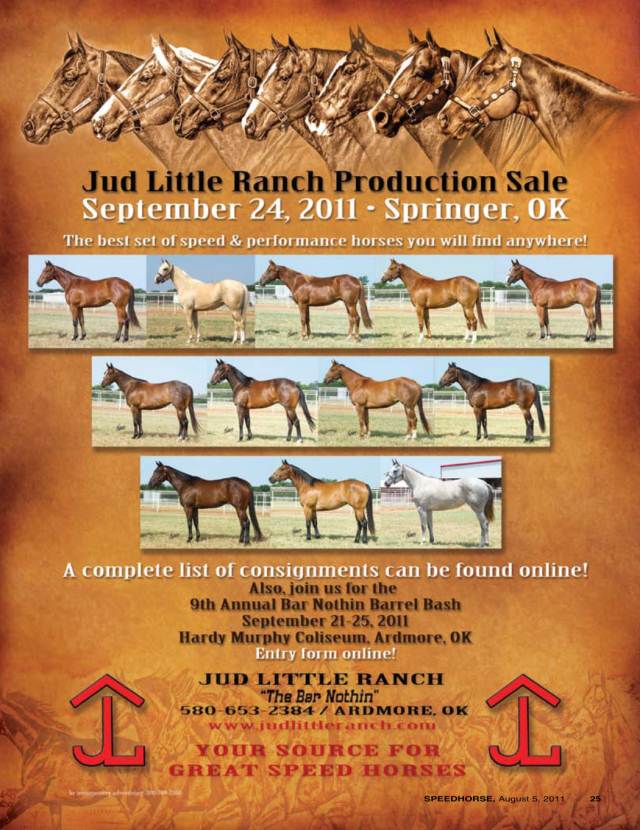 Jud Little Ranch Production Sale
September 24, 2011 • Springer, OK
The best set of speed & performance horses you will find anywhere!
A complete list of consignments can be found online!
Also, join us for the
9th Annual Bar Nothin Barrel Bash
September 21-25, 2011
Hardy Murphy Coliseum, Ardmore, OK
Entry form online!
JUD LITTLE RANCH
"The Bar Nothin"
580-653-2384 / ARDMORE, OK
www.judlittleranch.com
YOUR SOURCE FOR
GREAT SPEED HORSES
JL
JL
SPEEDHORSE, August 5, 2011 25